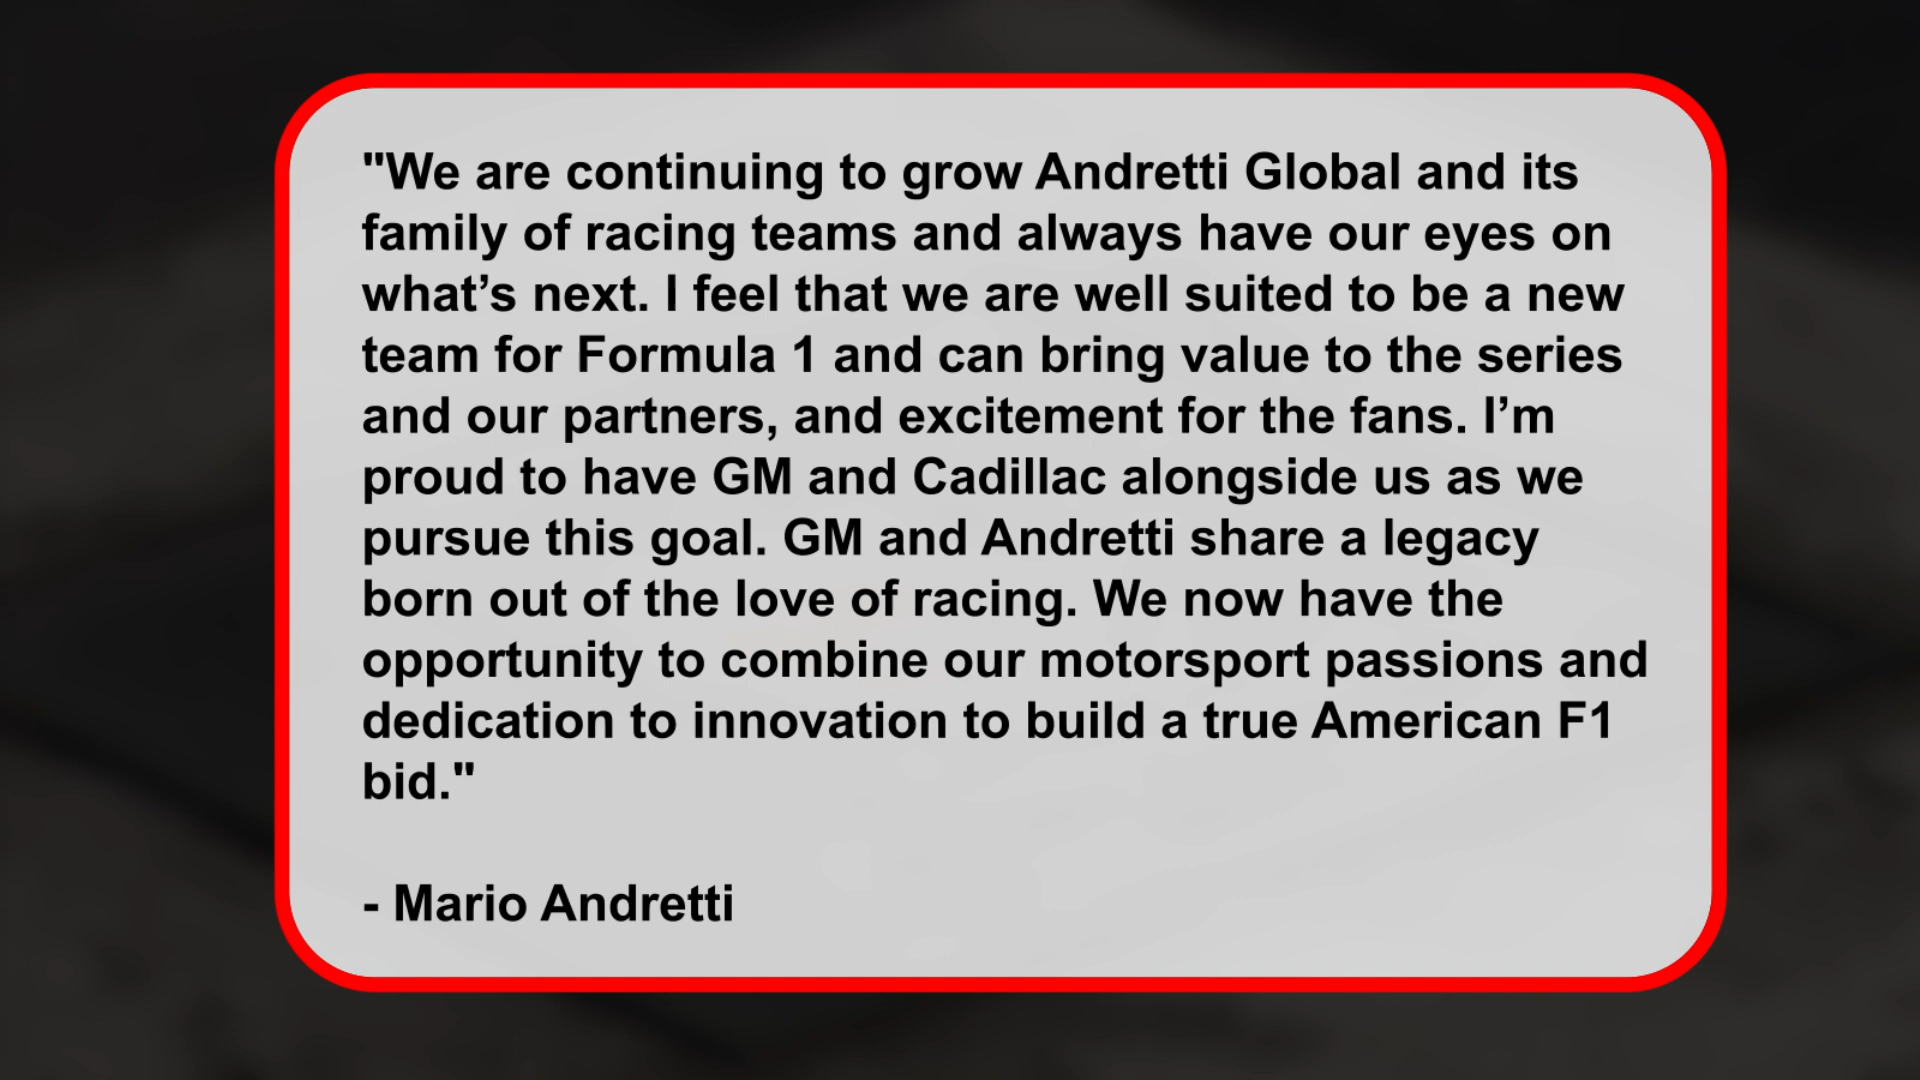 "We are continuing to grow Andretti Global and its
family of racing teams and always have our eyes on
what’s next. I feel that we are well suited to be a new
team for Formula 1 and can bring value to the series
and our partners, and excitement for the fans. I’m
proud to have GM and Cadillac alongside us as we
pursue this goal. GM and Andretti share a legacy
born out of the love of racing. We now have the
opportunity to combine our motorsport passions and
dedication to innovation to build a true American F1
bid."
- Mario Andretti